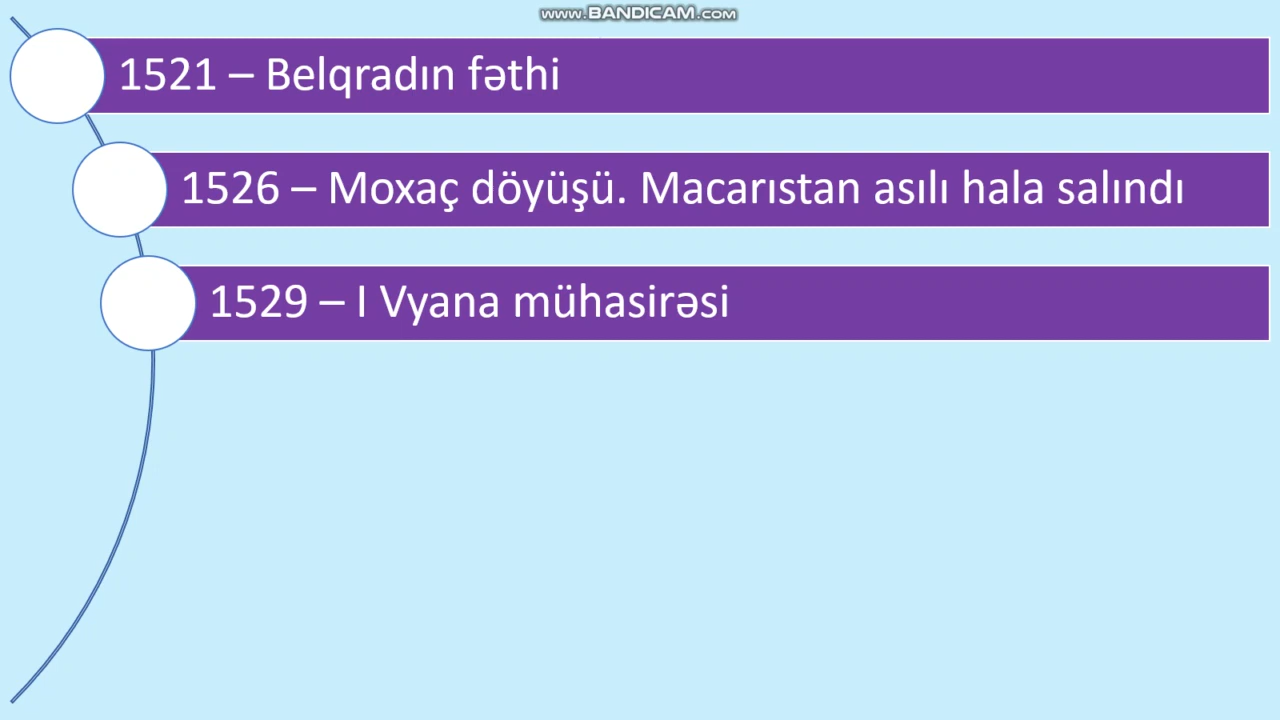 www.BANDICAM.com
1521 – Belqradın fəthi
1526 – Moxaç döyüşü. Macarıstan asılı hala salındı
1529 – I Vyana mühasirəsi